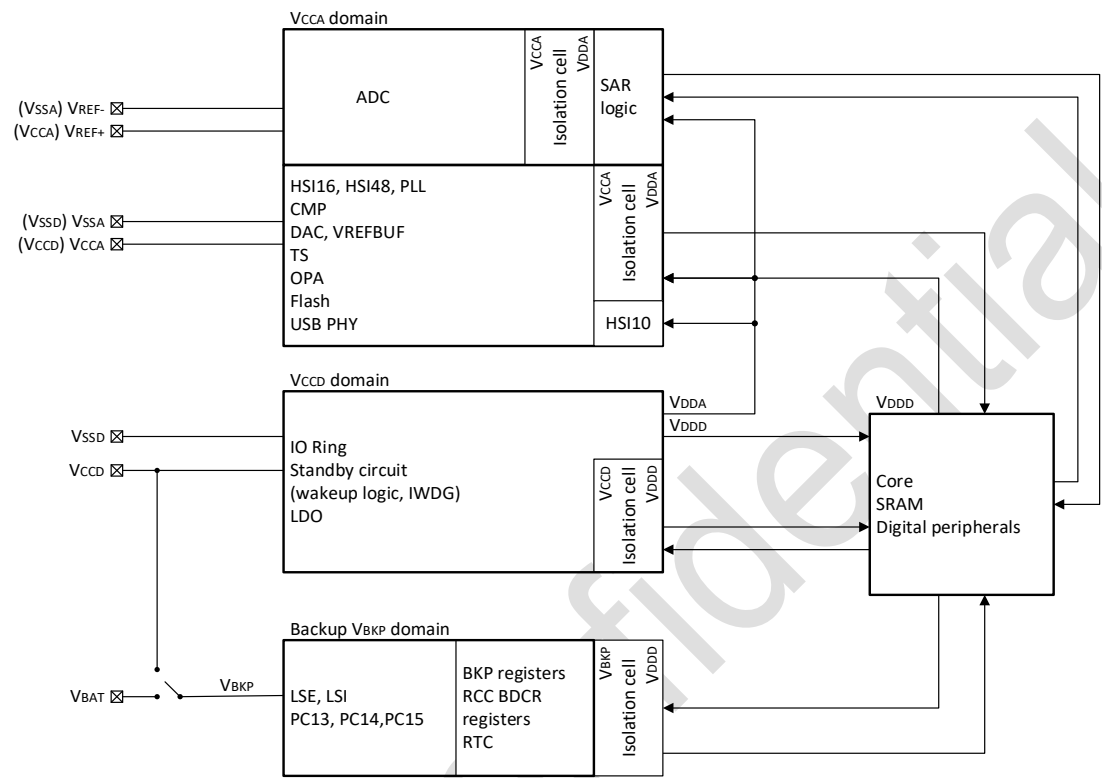 VCCA domain
ADC
VCCA
Isolation cell
VDDA
SAR
logic
(VSSA) VREF-
(VCCA) VREF+
HSI16, HSI48, PLL
CMP
DAC, VREFBUF
TS
OPA
Flash
USB PHY
VCCA
Isolation cell
VDDA
HSI10
(VSSD) VSSA
(VCCD) VCCA
VCCD domain
VDDA
VDDD
VSSD
VCCD
IO Ring
Standby circuit
(wakeup logic, IWDG)
LDO
VCCD
Isolation cell
VDDD
VDDD
Core
SRAM
Digital peripherals
Backup VBKP domain
VBAT
VBKP
LSE, LSI
PC13, PC14,PC15
BKP registers
RCC BDCR
registers
RTC
VBKP
Isolation cell
VDDD
fidential